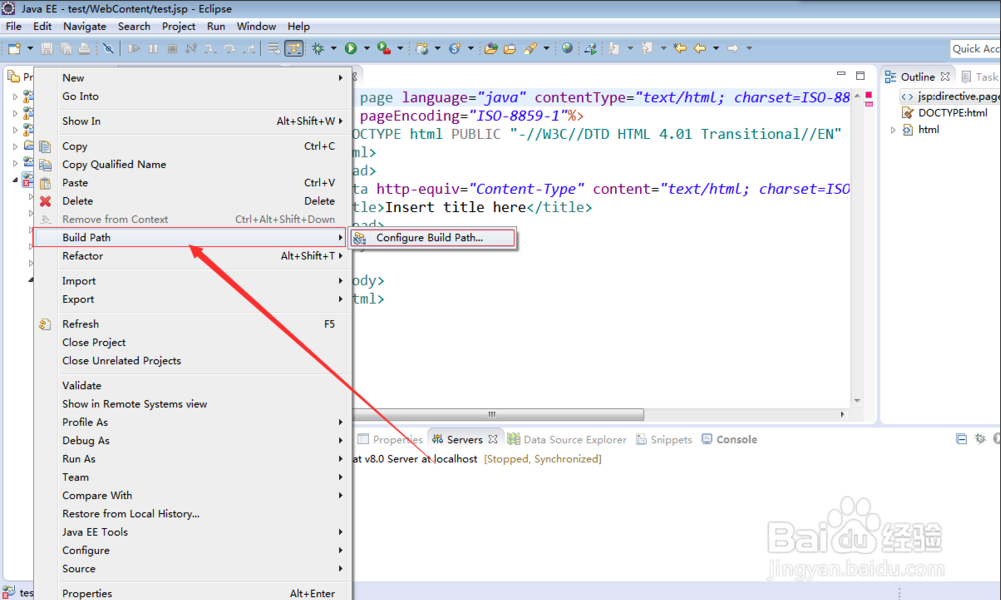 Java EE - test/WebContent/test.jsp - Eclipse
File Edit Navigate Search Project Run Window Help
Quick Acc
Pr
New
Go Into
Show In Alt+Shift+W
Copy Ctrl+C
Copy Qualified Name
Paste Ctrl+V
Delete Delete
Remove from Context Ctrl+Alt+Shift+Down
Build Path
Refactor Alt+Shift+T
Import
Export
Refresh F5
Close Project
Close Unrelated Projects
Validate
Show in Remote Systems view
Profile As
Debug As
Run As
Team
Compare With
Restore from Local History...
Java EE Tools
Configure
Source
Properties Alt+Enter
Configure Build Path...
page language="java" contentType="text/html; charset=ISO-88
pageEncoding="ISO-8859-1"%>
OCTYPE html PUBLIC "-//W3C//DTD HTML 4.01 Transitional//EN"
ml>
ad>
ta http-equiv="Content-Type" content="text/html; charset=ISO
tle>Insert title here</title>
ead>
ody>
tml>
Outline Task
jsp:directive.page
DOCTYPE:html
html
Properties Servers Data Source Explorer Snippets Console
at v8.0 Server at localhost [Stopped, Synchronized]
tes
Baidu 经验
jingyan.baidu.com